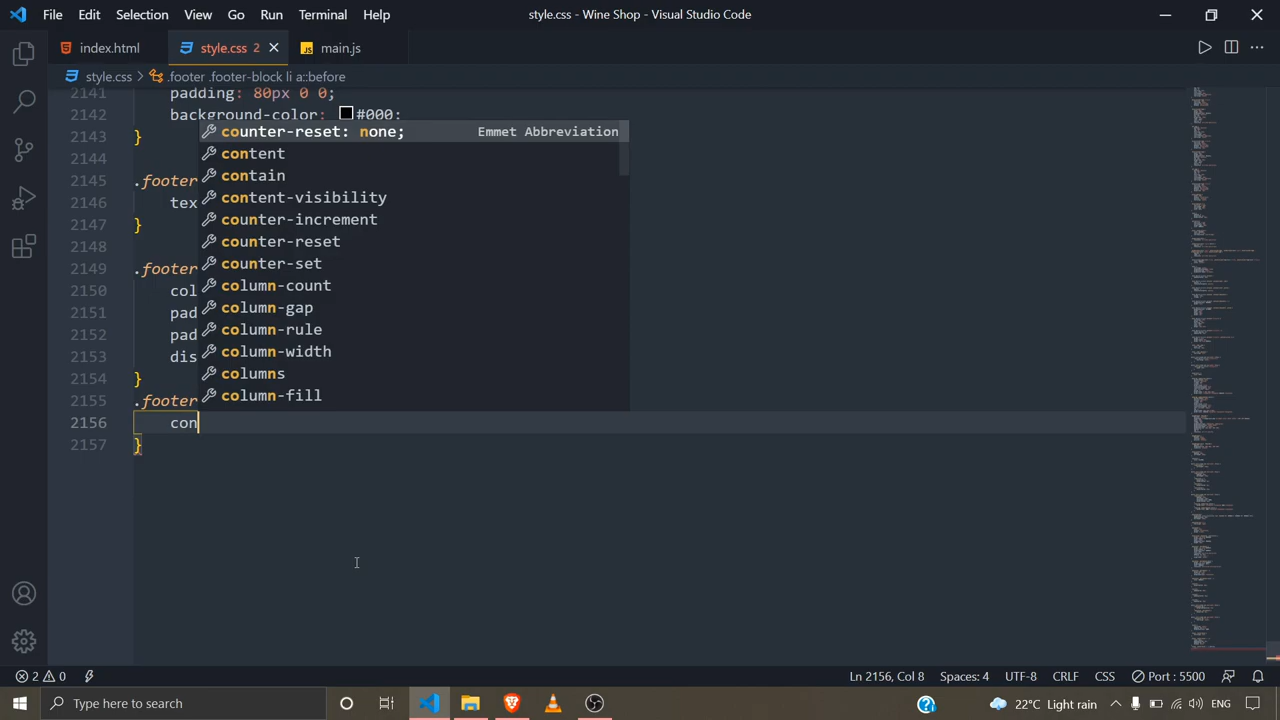 File Edit Selection View Go Run Terminal Help style.css - Wine Shop - Visual Studio Code
index.html style.css 2 main.js
style.css .footer .footer-block li a::before
2141 padding: 80px 0 0;
2142 background-color: #000;
2143 }
2144
2145 .footer
2146 tex
2147 }
2148
2149 .footer
2150 col
2151 pad
2152 pad
2153 dis
2154 }
2155 .footer
2156 con
2157 }
counter-reset: none; Emmet Abbreviation
content
contain
content-visibility
counter-increment
counter-reset
counter-set
column-count
column-gap
column-rule
column-width
columns
column-fill
2 0 Ln 2156, Col 8 Spaces: 4 UTF-8 CRLF CSS Port : 5500
Type here to search 22°C Light rain ENG